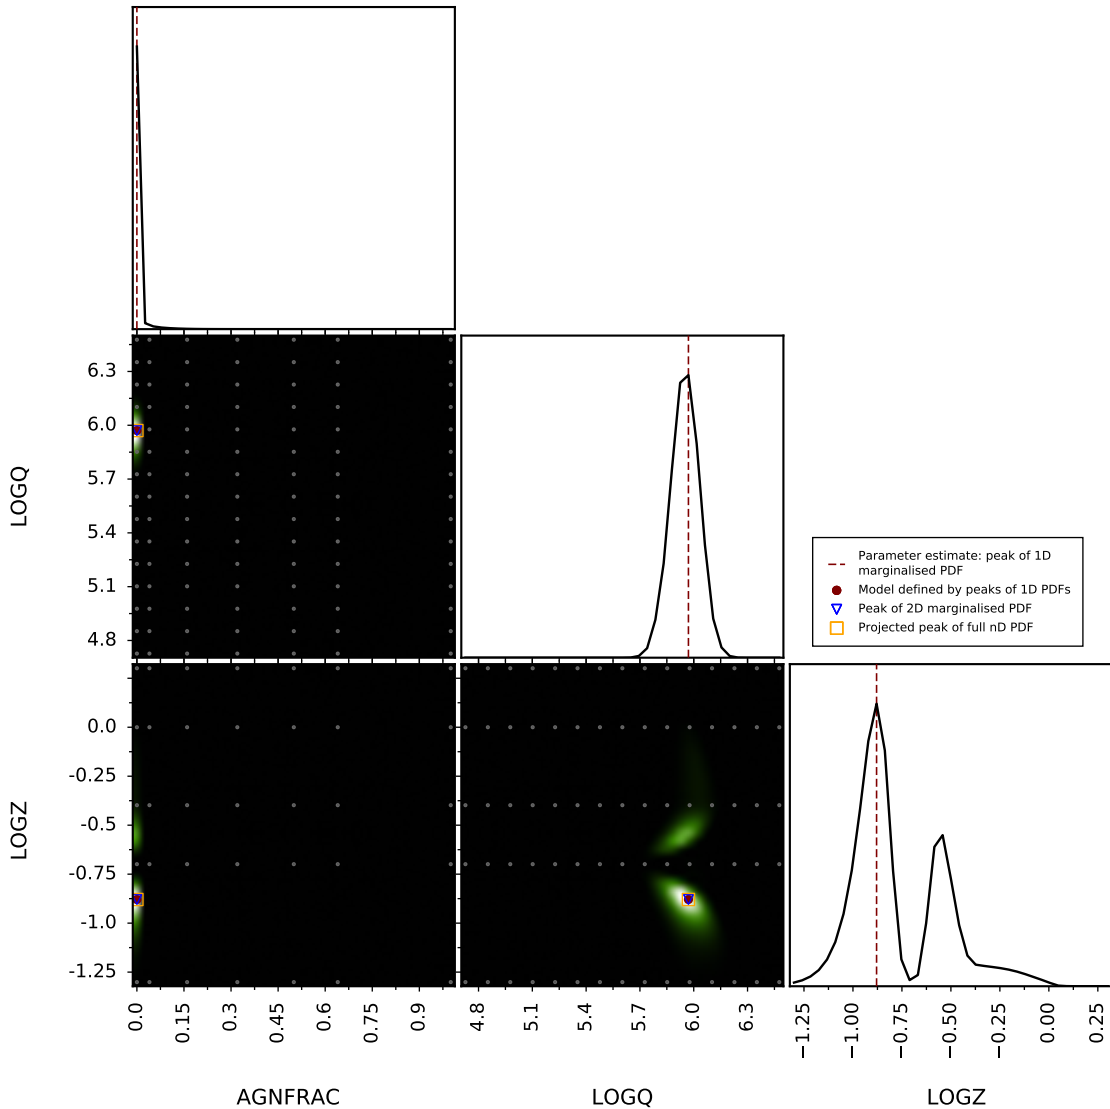 6.3
6.0
5.7
5.4
5.1
4.8
LOGQ
Parameter estimate: peak of 1D
marginalised PDF
Model defined by peaks of 1D PDFs
Peak of 2D marginalised PDF
Projected peak of full nD PDF
0.0
-0.25
-0.5
-0.75
-1.0
-1.25
LOGZ
0.0 0.15 0.3 0.45 0.6 0.75 0.9
4.8 5.1 5.4 5.7 6.0 6.3
−1.25 −1.00 −0.75 −0.50 −0.25 0.00 0.25
AGNFRAC LOGQ LOGZ